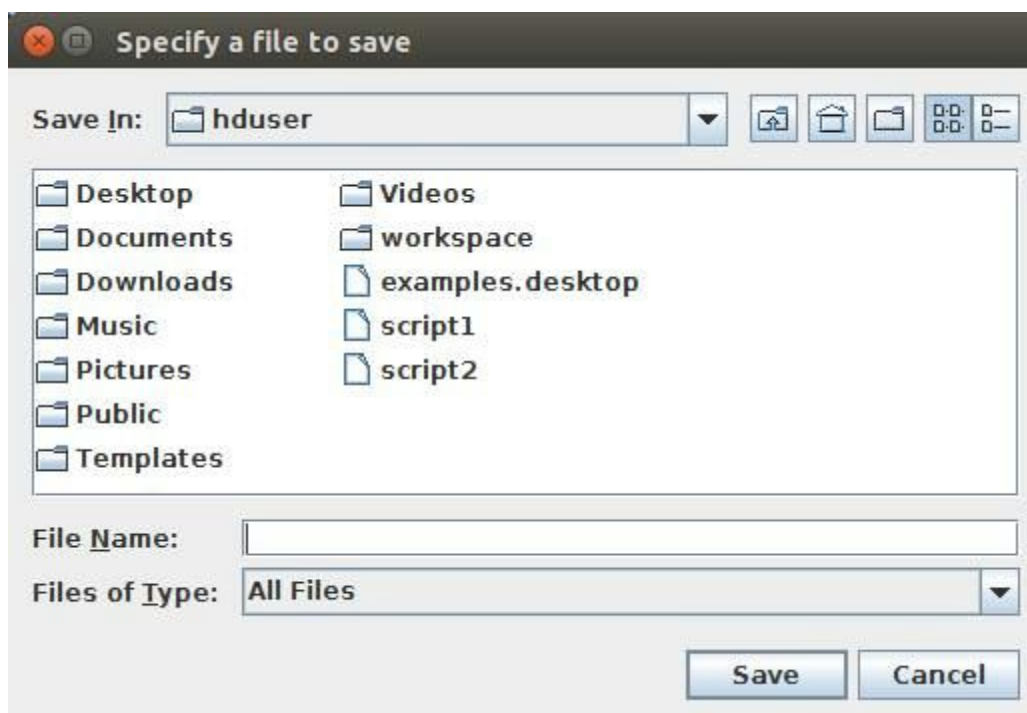 Specify a file to save
Save In: hduser
Desktop
Documents
Downloads
Music
Pictures
Public
Templates
Videos
workspace
examples.desktop
script1
script2
File Name:
Files of Type: All Files
Save Cancel